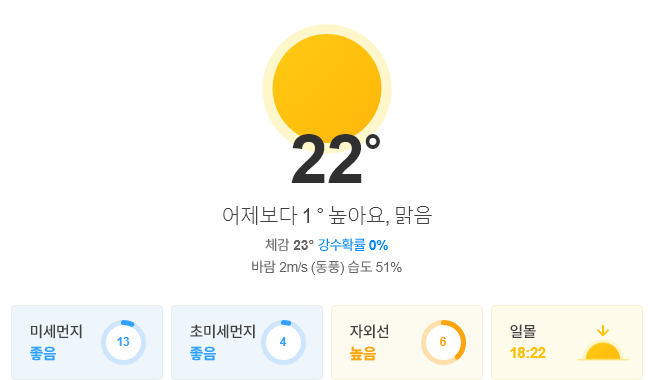 22°
어제보다 1 ° 높아요, 맑음
체감 23° 강수확률 0%
바람 2m/s (동풍) 습도 51%
미세먼지
좋음
13
초미세먼지
좋음
4
자외선
높음
6
일몰
18:22